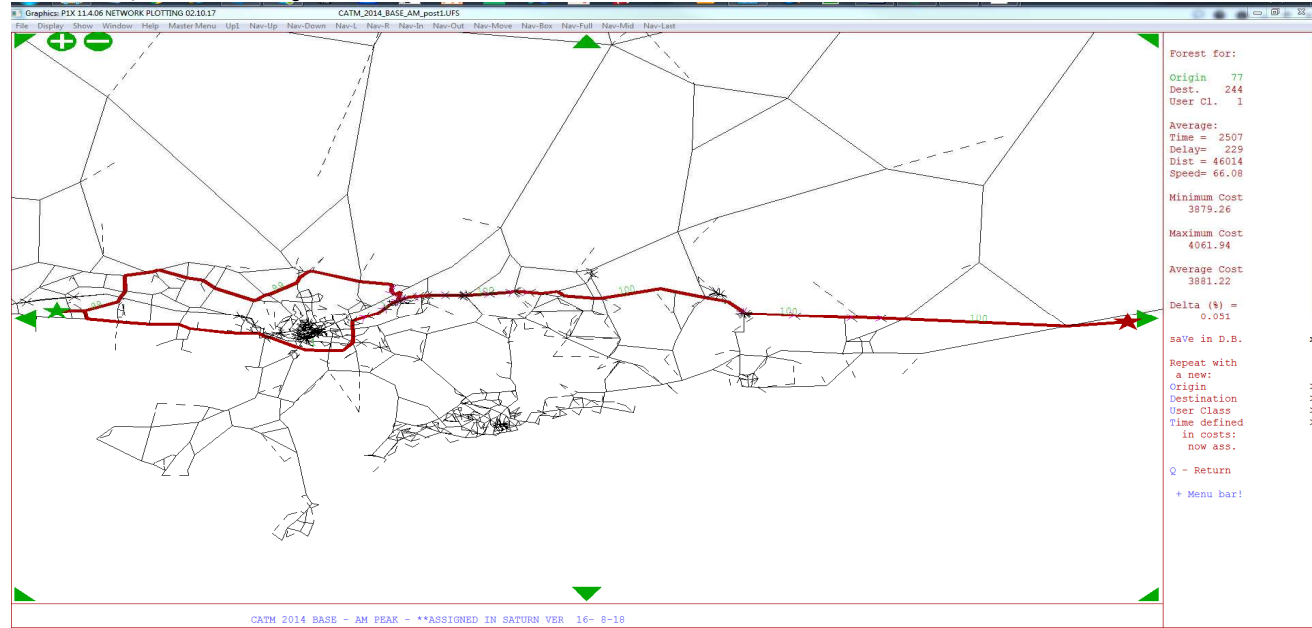 Graphics: P1X 11.4.06 NETWORK PLOTTING 02.10.17 CATM_2014_BASE_AM_post1.UFS
File Display Show Window Help Master Menu Up1 Nav-Up Nav-Down Nav-L Nav-R Nav-In Nav-Out Nav-Move Nav-Box Nav-Full Nav-Mid Nav-Last
Forest for:
Origin 77
Dest. 244
User Cl. 1
Average:
Time = 2507
Delay= 229
Dist = 46014
Speed= 66.08
Minimum Cost
3879.26
Maximum Cost
4061.94
Average Cost
3881.22
Delta (%) =
0.051
saVe in D.B.
Repeat with
a new:
Origin
Destination
User Class
Time defined
in costs:
now ass.
Q - Return
+ Menu bar!
100
100
100
CATM 2014 BASE - AM PEAK - **ASSIGNED IN SATURN VER 16- 8-18